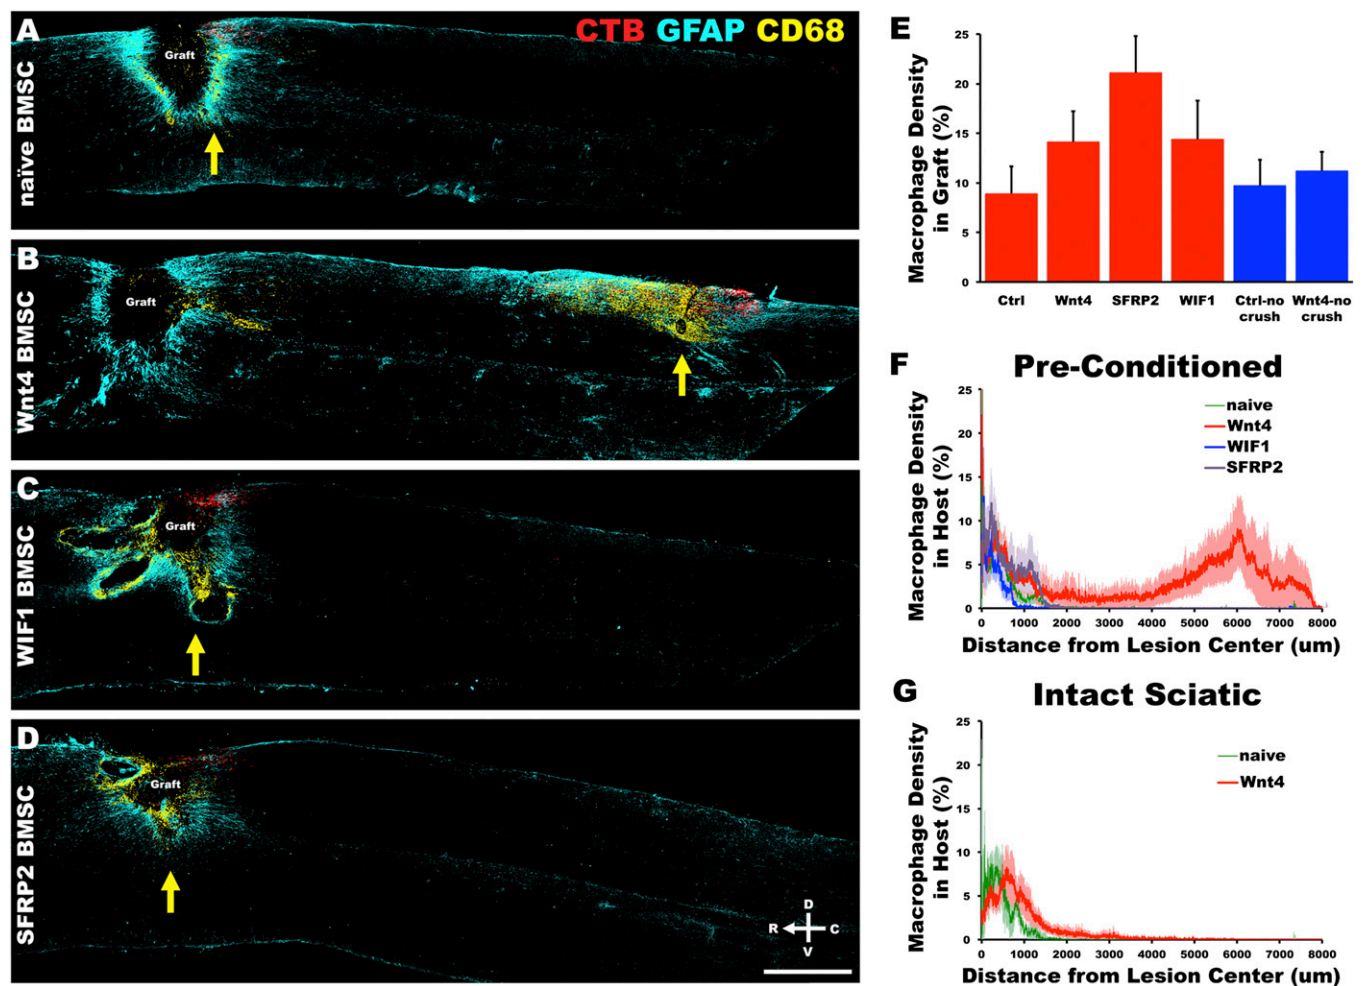 A
CTB GFAP CD68
Graft
naïve BMSC
B
Graft
Wnt4 BMSC
C
Graft
WIF1 BMSC
D
Graft
SFRP2 BMSC
D
R C
V
E
Macrophage Density
in Graft (%)
25
20
15
10
5
0
Ctrl Wnt4 SFRP2 WIF1 Ctrl-no Wnt4-no
crush crush
F Pre-Conditioned
Macrophage Density
in Host (%)
25
20
15
10
5
0
naive
Wnt4
WIF1
SFRP2
0 1000 2000 3000 4000 5000 6000 7000 8000
Distance from Lesion Center (um)
G Intact Sciatic
Macrophage Density
in Host (%)
25
20
15
10
5
0
naive
Wnt4
0 1000 2000 3000 4000 5000 6000 7000 8000
Distance from Lesion Center (um)